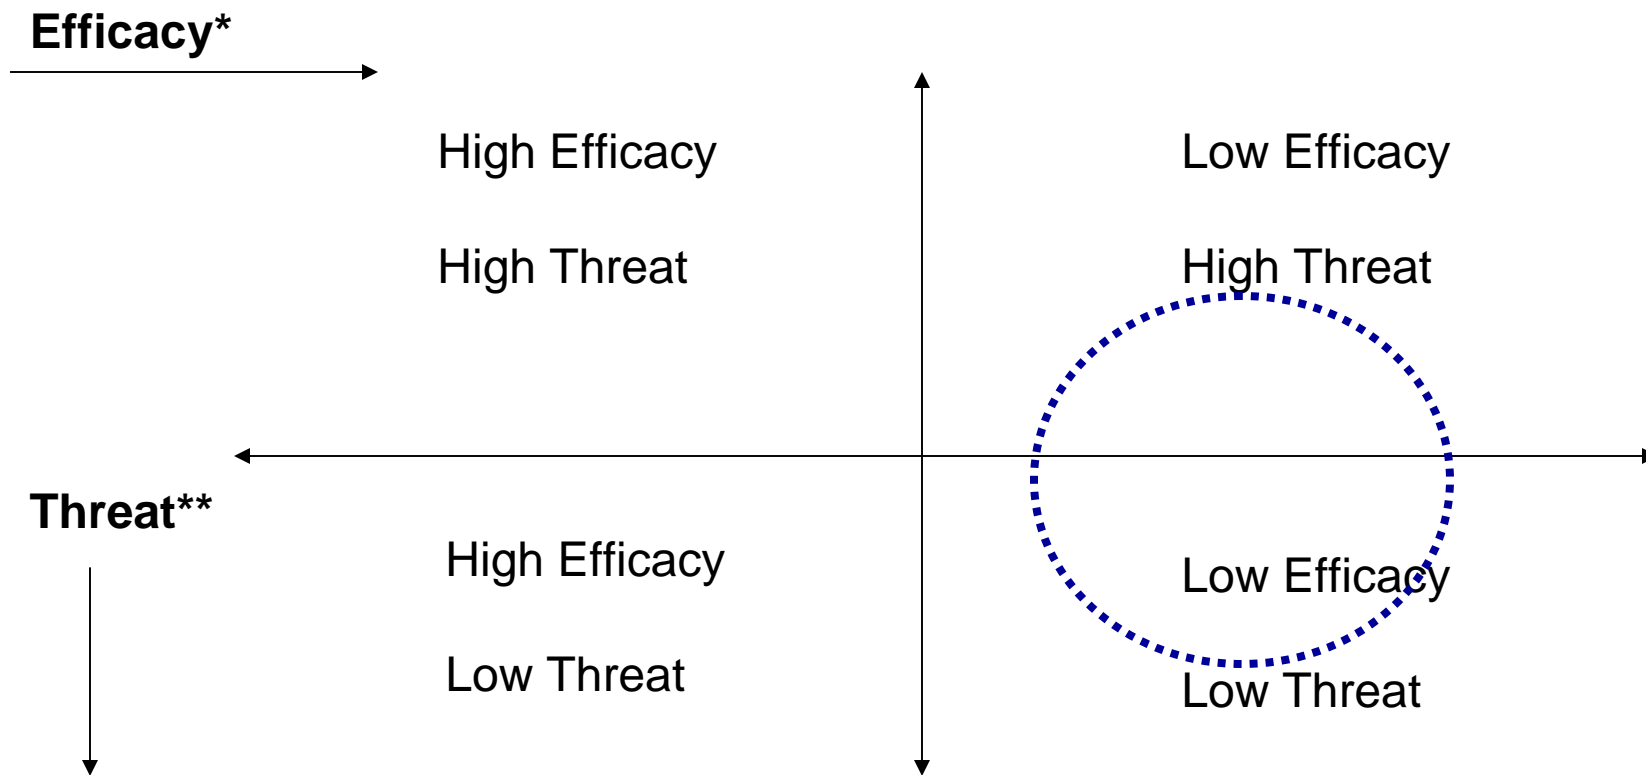 Efficacy*
High Efficacy
High Threat
Low Efficacy
High Threat
Threat**
High Efficacy
Low Threat
Low Efficacy
Low Threat